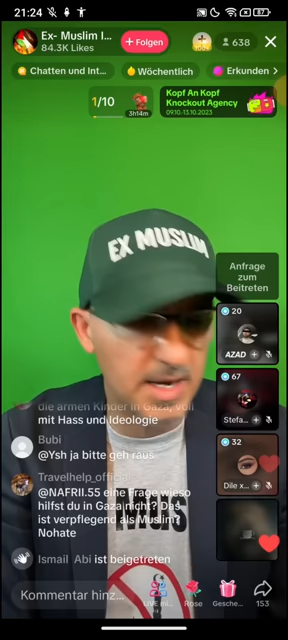 21:24
87
Ex- Muslim I...
84.3K Likes
+ Folgen
638
Chatten und Int...
Wöchentlich
Erkunden
1/10
3h14m
Kopf An Kopf
Knockout Agency
09.10-13.10.2023
EX MUSLIM
Anfrage
zum
Beitreten
20
AZAD
67
Stefa...
32
Dile x...
die armen Kinder in Gaza, voll
mit Hass und Ideologie
Bubi
@Ysh ja bitte geh raus
Travelhelp_offic
@NAFRII.55 eine Frage wieso
hilfst du in Gaza nicht? Das
ist verpflegend als Muslim?
Nohate
Ismail Abi ist beigetreten
Kommentar hinz...
Rose
Gesche...
153